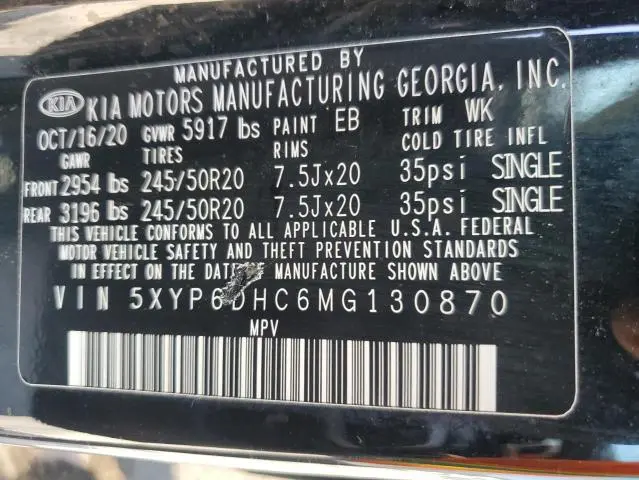 MANUFACTURED BY
KIA KIA MOTORS MANUFACTURING GEORGIA, INC.
OCT/16/20 GVWR 5917 lbs PAINT EB TRIM WK
GAWR TIRES RIMS COLD TIRE INFL
FRONT 2954 lbs 245/50R20 7.5Jx20 35psi SINGLE
REAR 3196 lbs 245/50R20 7.5Jx20 35psi SINGLE
THIS VEHICLE CONFORMS TO ALL APPLICABLE U.S.A. FEDERAL
MOTOR VEHICLE SAFETY AND THEFT PREVENTION STANDARDS
IN EFFECT ON THE DATE MANUFACTURE SHOWN ABOVE
VIN 5XYP6DHC6MG130870
MPV